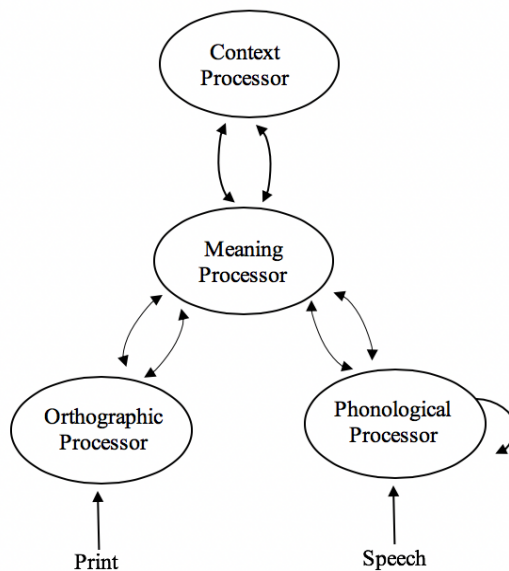 Context
Processor
Meaning
Processor
Orthographic
Processor
Phonological
Processor
Print
Speech